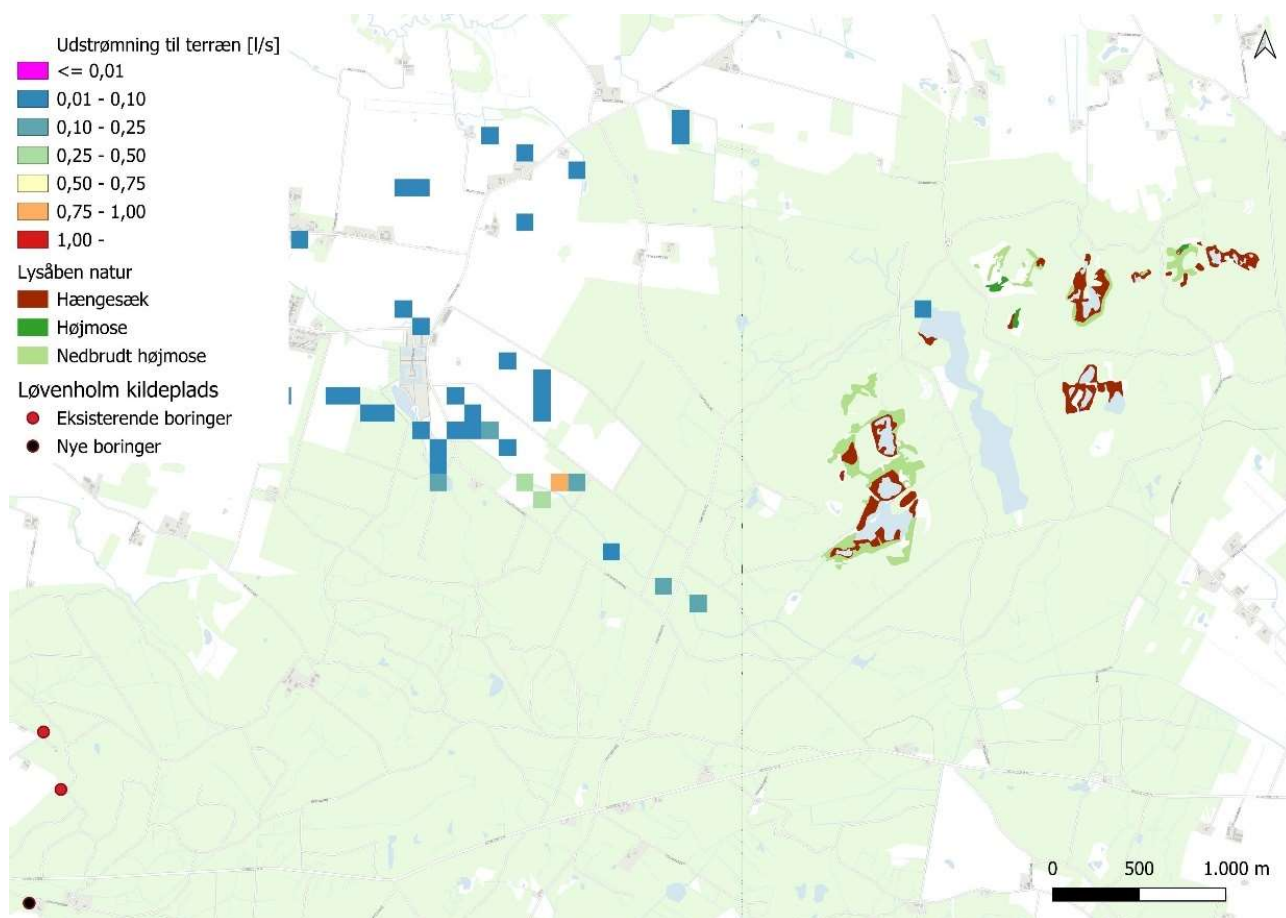 Udstrømning til terræn [l/s]
<= 0,01
0,01 - 0,10
0,10 - 0,25
0,25 - 0,50
0,50 - 0,75
0,75 - 1,00
1,00 -
Lysåben natur
Hængesæk
Højmose
Nedbrudt højmose
Løvenholm kildeplads
Eksisterende boringer
Nye boringer
0 500 1.000 m